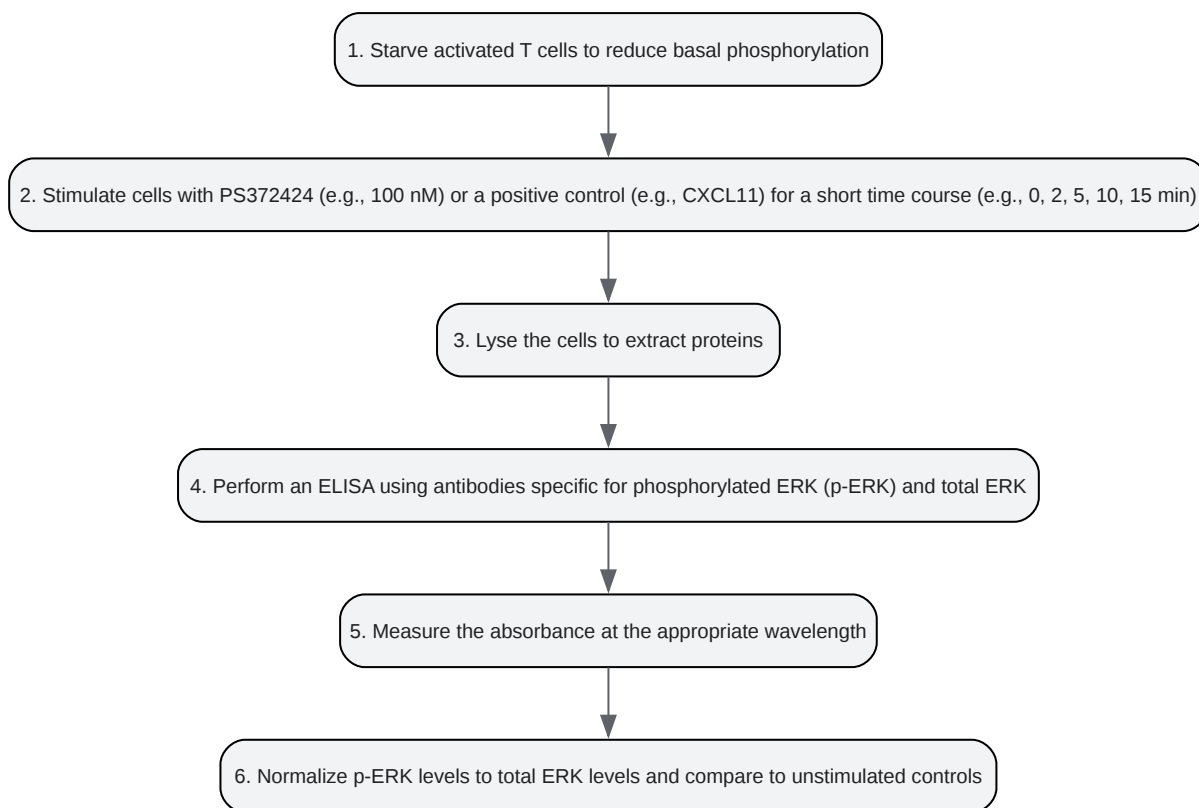 1. Starve activated T cells to reduce basal phosphorylation
2. Stimulate cells with PS372424 (e.g., 100 nM) or a positive control (e.g., CXCL11) for a short time course (e.g., 0, 2, 5, 10, 15 min)
3. Lyse the cells to extract proteins
4. Perform an ELISA using antibodies specific for phosphorylated ERK (p-ERK) and total ERK
5. Measure the absorbance at the appropriate wavelength
6. Normalize p-ERK levels to total ERK levels and compare to unstimulated controls